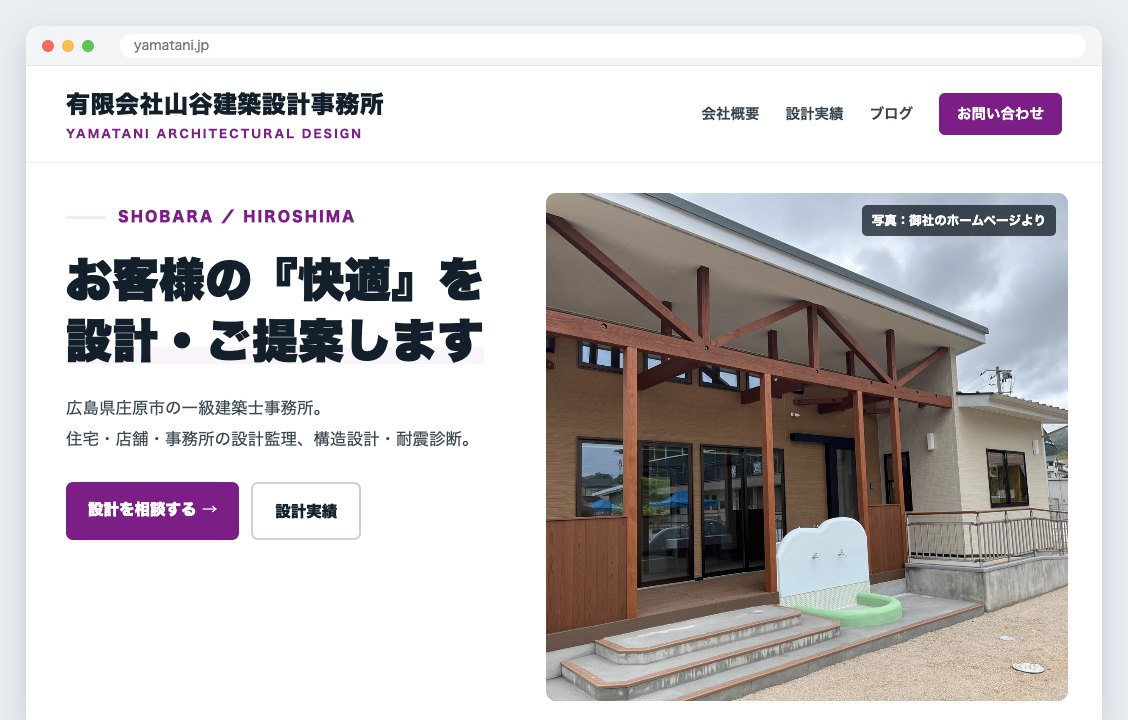 yamatani.jp
有限会社山谷建築設計事務所
YAMATANI ARCHITECTURAL DESIGN
会社概要
設計実績
ブログ
お問い合わせ
SHOBARA ／ HIROSHIMA
お客様の『快適』を
設計・ご提案します
広島県庄原市の一級建築士事務所。
住宅・店舗・事務所の設計監理、構造設計・耐震診断。
設計を相談する →
設計実績
写真：御社のホームページより